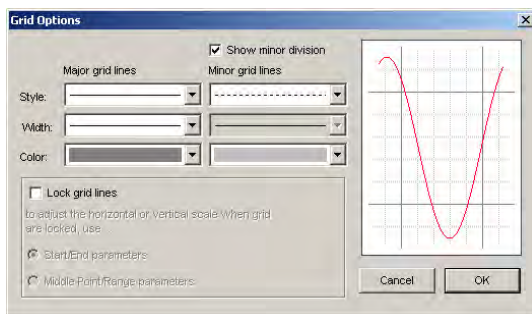 Grid Options
Show minor division
Major grid lines
Minor grid lines
Style:
Width:
Color:
Lock grid lines
to adjust the horizontal or vertical scale When grid
are locked, use
Start/End parameters
Middle Point/Range parameters
Cancel
OK